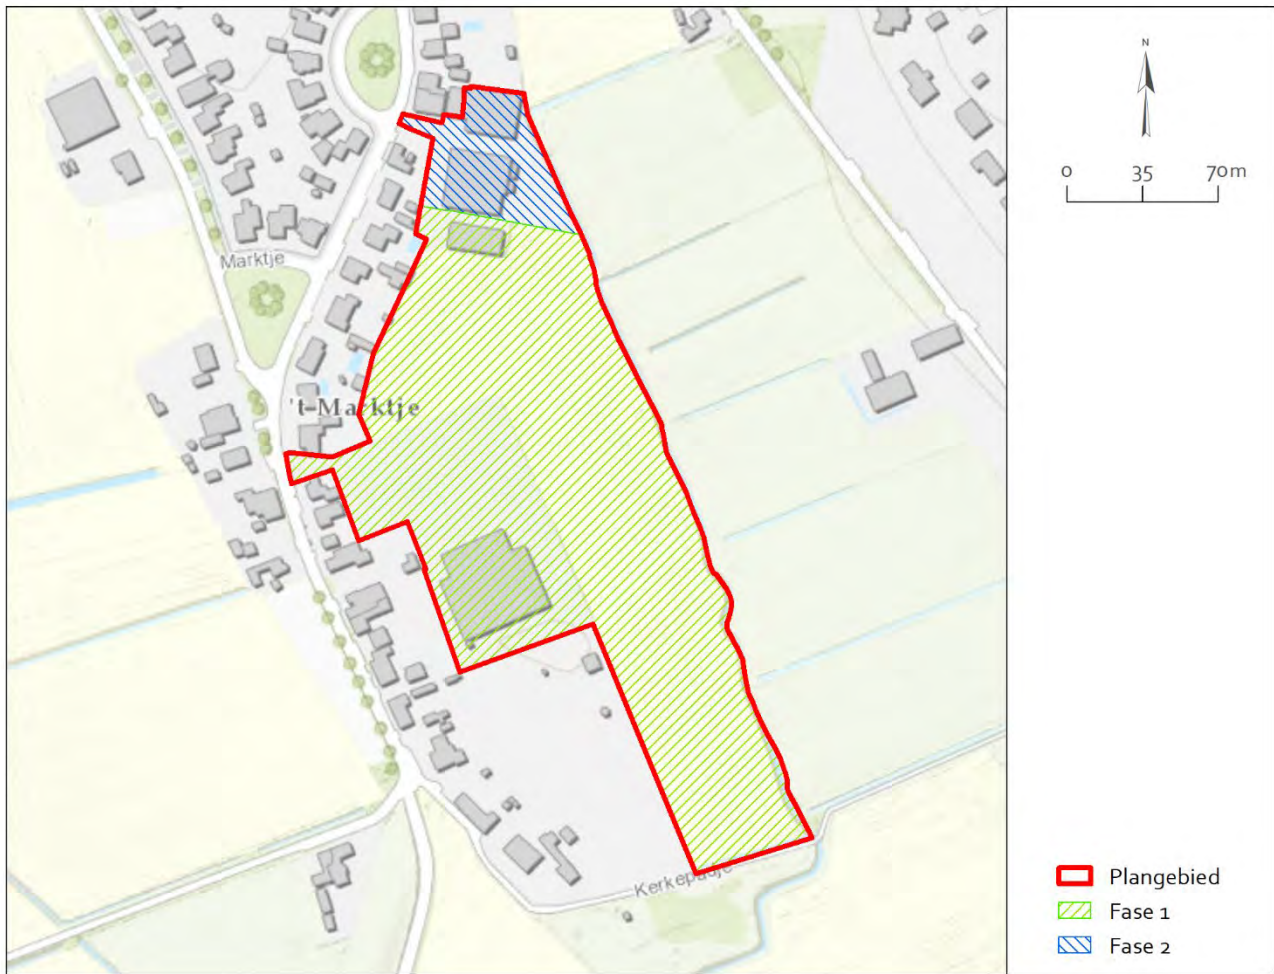 N
0 35 70m
Marktje
't Marktje
Kerkepadje
Plangebied
Fase 1
Fase 2